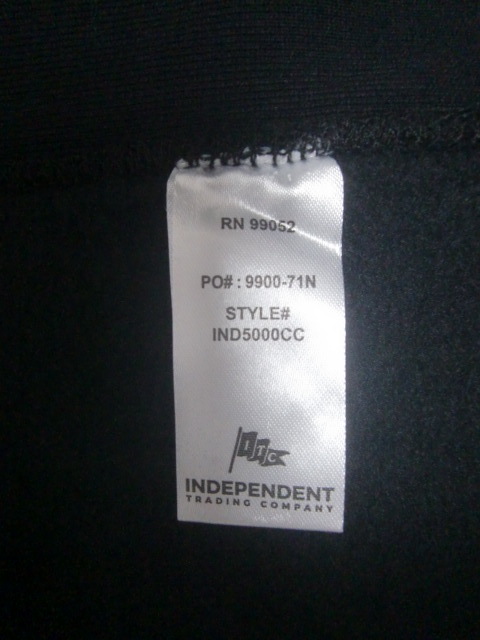 RN 99052
PO# : 9900-71N
STYLE#
IND5000CC
ITC
INDEPENDENT
TRADING COMPANY